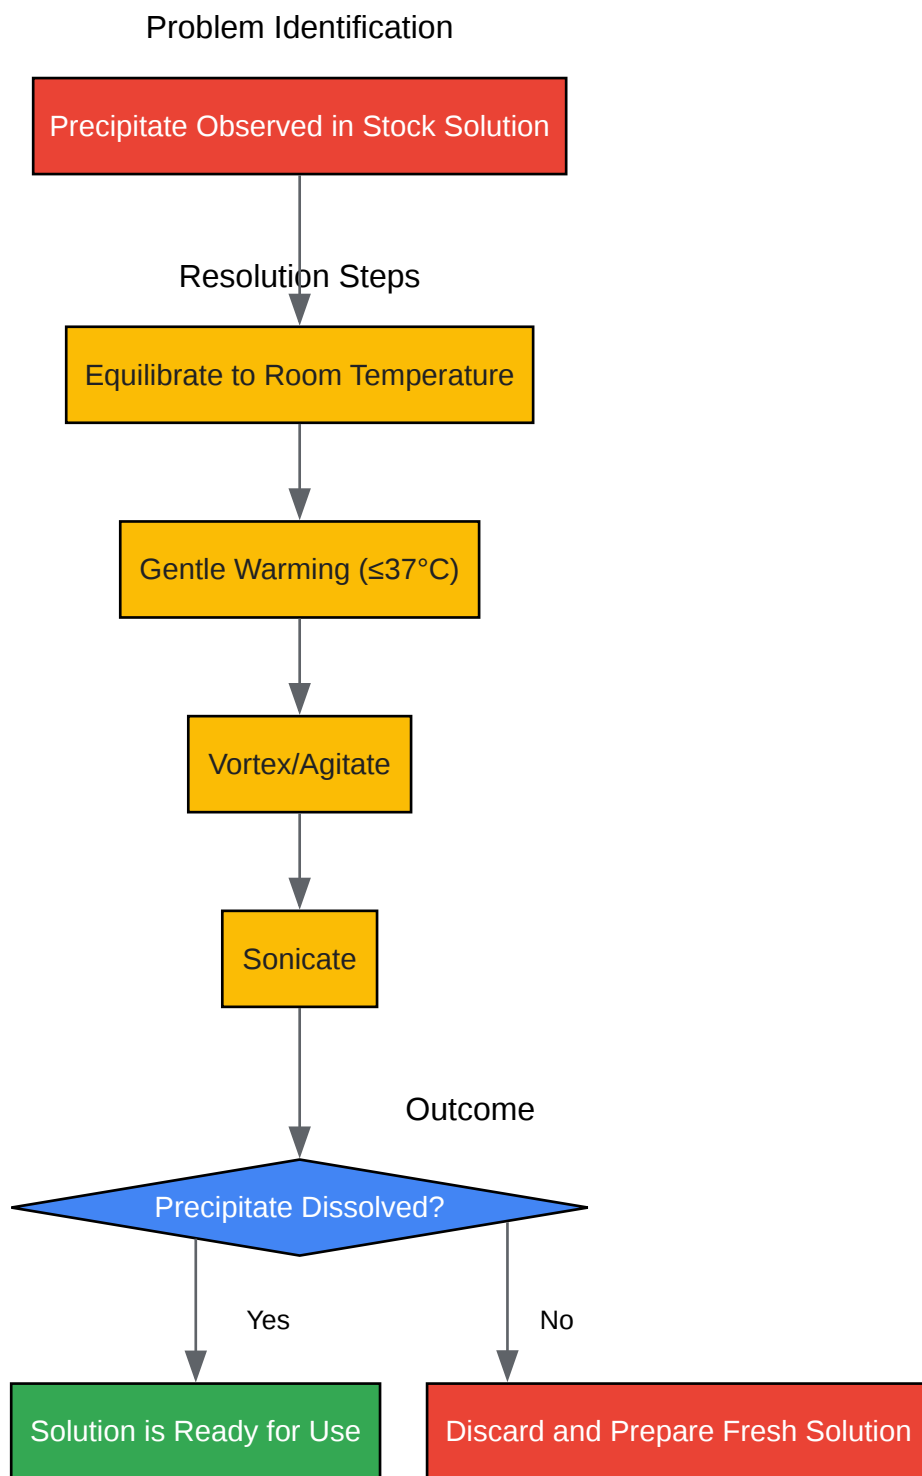 Problem Identification
Precipitate Observed in Stock Solution
Resolution Steps
Equilibrate to Room Temperature
Gentle Warming (≤37°C)
Vortex/Agitate
Sonicate
Outcome
Precipitate Dissolved?
Yes
No
Solution is Ready for Use
Discard and Prepare Fresh Solution